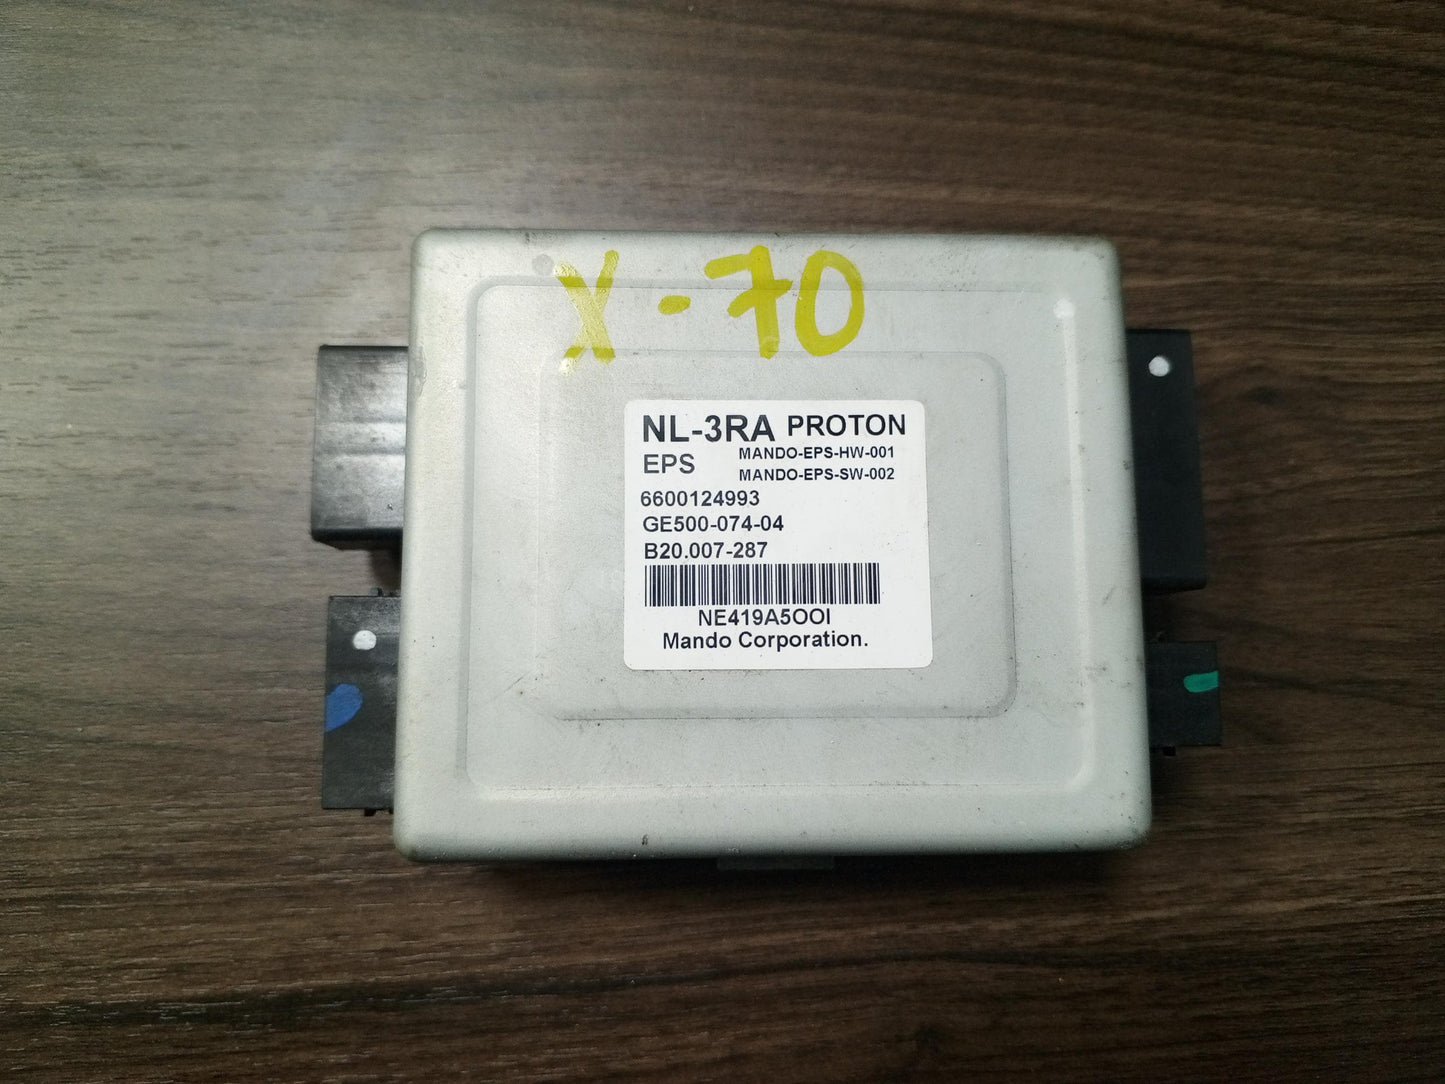 X-70
NL-3RA PROTON
EPS MANDO-EPS-HW-001
MANDO-EPS-SW-002
6600124993
GE500-074-04
B20.007-287
NE419A5OOI
Mando Corporation.